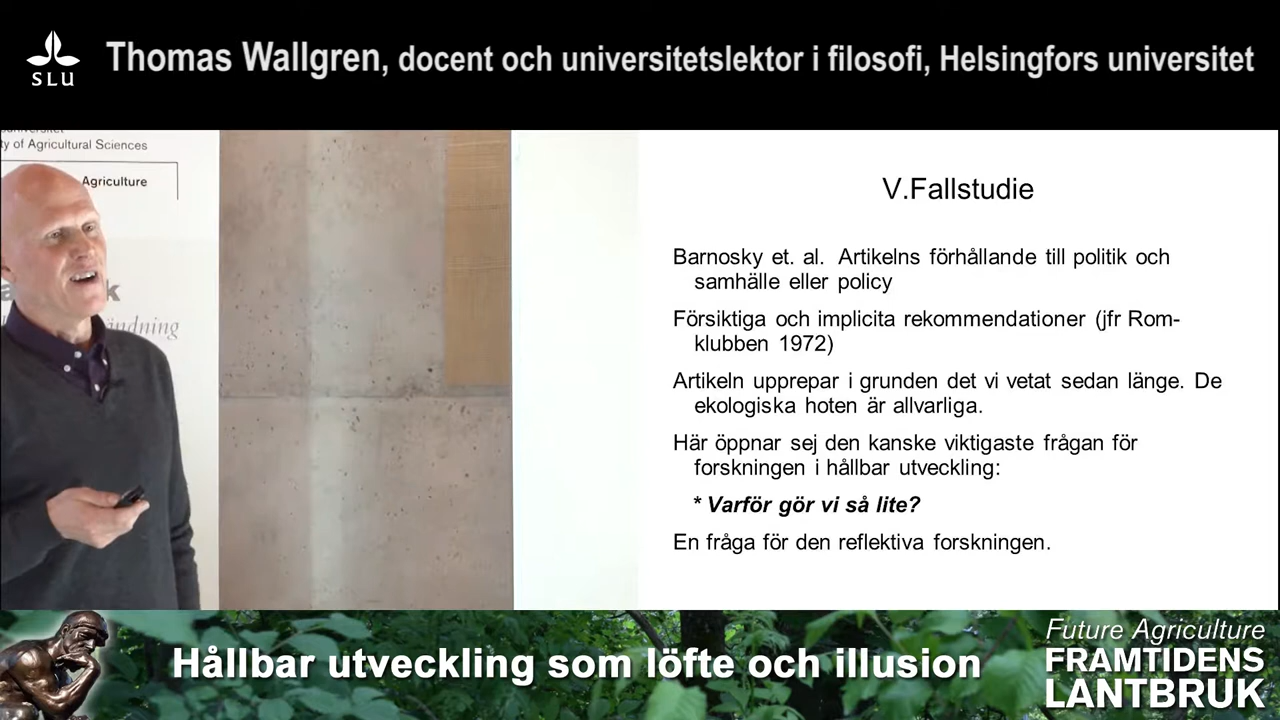 SLU
Thomas Wallgren, docent och universitetslektor i filosofi, Helsingfors universitet
ty of Agricultural Sciences
Agriculture
k
ändning
V.Fallstudie
Barnosky et. al. Artikelns förhållande till politik och
samhälle eller policy
Försiktiga och implicita rekommendationer (jfr Rom-
klubben 1972)
Artikeln upprepar i grunden det vi vetat sedan länge. De
ekologiska hoten är allvarliga.
Här öppnar sej den kanske viktigaste frågan för
forskningen i hållbar utveckling:
* Varför gör vi så lite?
En fråga för den reflektiva forskningen.
Hållbar utveckling som löfte och illusion
Future Agriculture
FRAMTIDENS
LANTBRUK